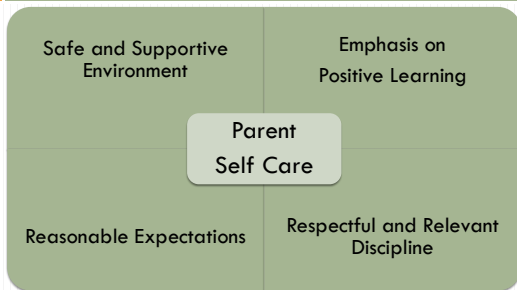 Safe and Supportive
Environment
Emphasis on
Positive Learning
Parent
Self Care
Reasonable Expectations
Respectful and Relevant
Discipline